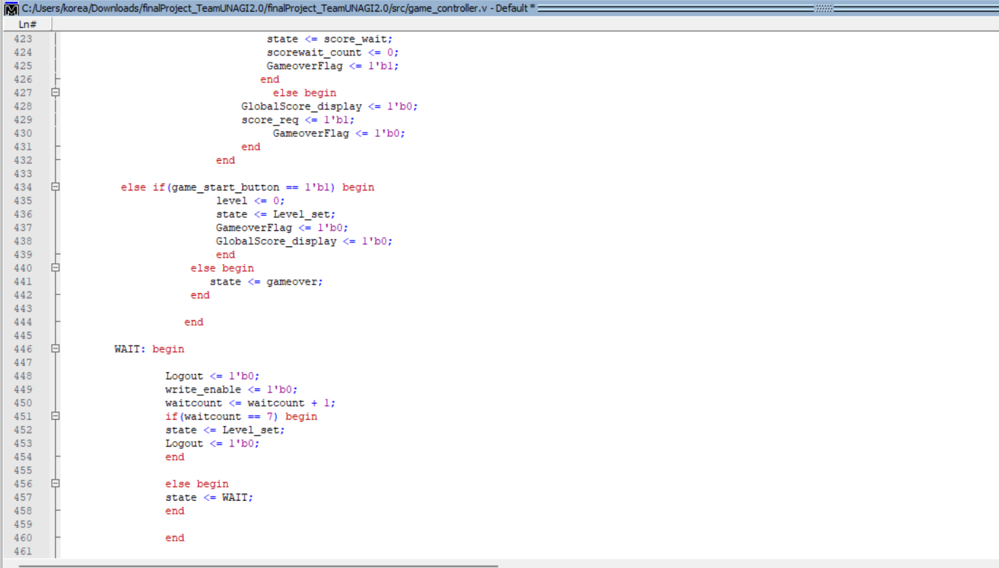 C:/Users/korea/Downloads/finalProject_TeamUNAGI2.0/finalProject_TeamUNAGI2.0/src/game_controller.v - Default *
Ln#
423 state <= score_wait;
424 scorewait_count <= 0;
425 GameoverFlag <= 1'b1;
426 end
427 else begin
428 GlobalScore_display <= 1'b0;
429 score_req <= 1'b1;
430 GameoverFlag <= 1'b0;
431 end
432 end
433
434 else if(game_start_button == 1'b1) begin
435 level <= 0;
436 state <= Level_set;
437 GameoverFlag <= 1'b0;
438 GlobalScore_display <= 1'b0;
439 end
440 else begin
441 state <= gameover;
442 end
443
444 end
445
446 WAIT: begin
447
448 Logout <= 1'b0;
449 write_enable <= 1'b0;
450 waitcount <= waitcount + 1;
451 if(waitcount == 7) begin
452 state <= Level_set;
453 Logout <= 1'b0;
454 end
455
456 else begin
457 state <= WAIT;
458 end
459
460 end
461